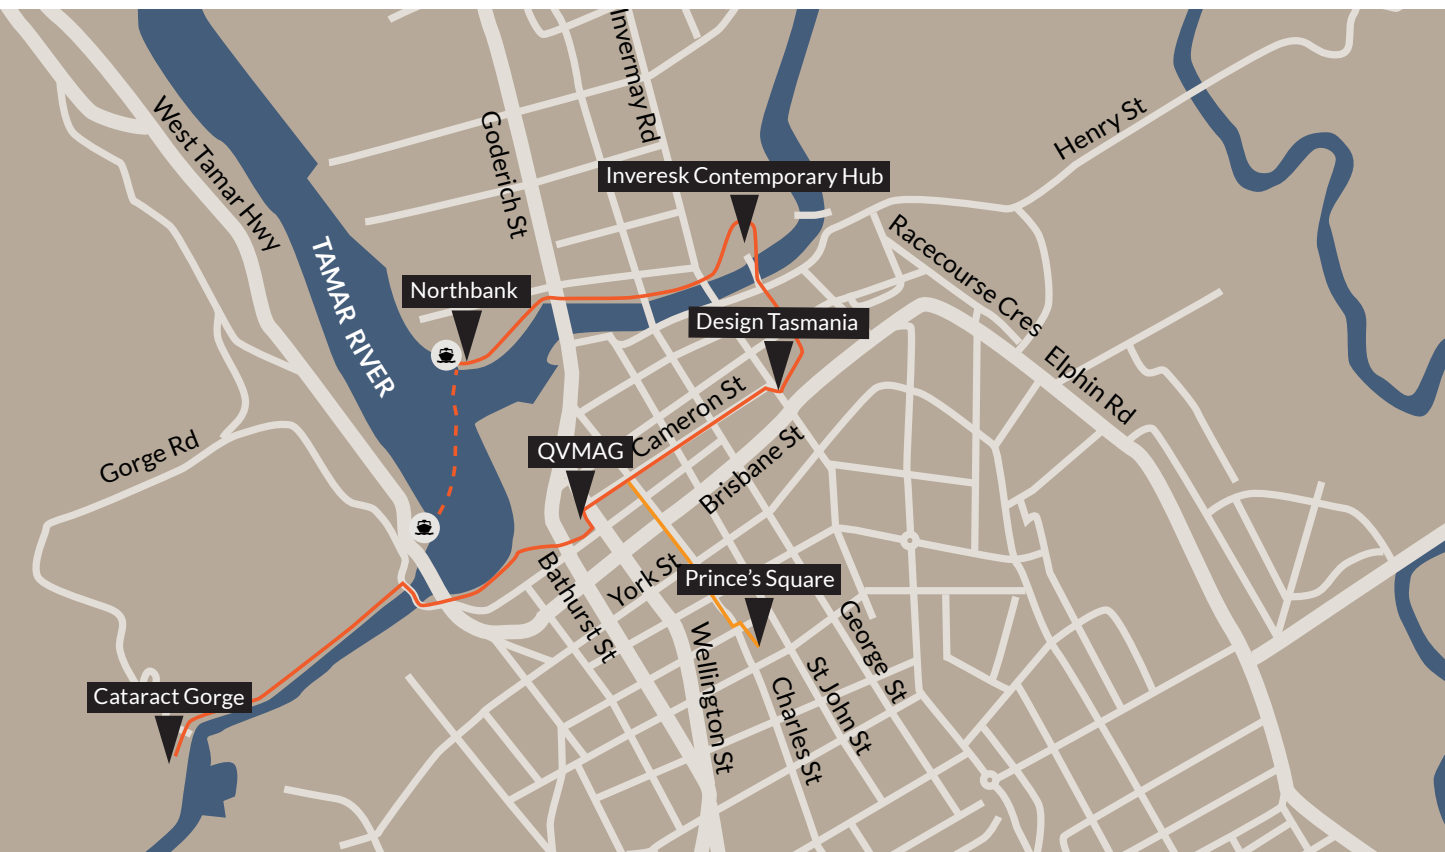 Invermay Rd
West Tamar Hwy
Goderich St
Henry St
Inveresk Contemporary Hub
Racecourse Cres
TAMAR RIVER
Northbank
Design Tasmania
Elphin Rd
Cameron St
Gorge Rd
QVMAG
Brisbane St
Bathurst St
York St
Prince’s Square
George St
Wellington St
St John St
Charles St
Cataract Gorge